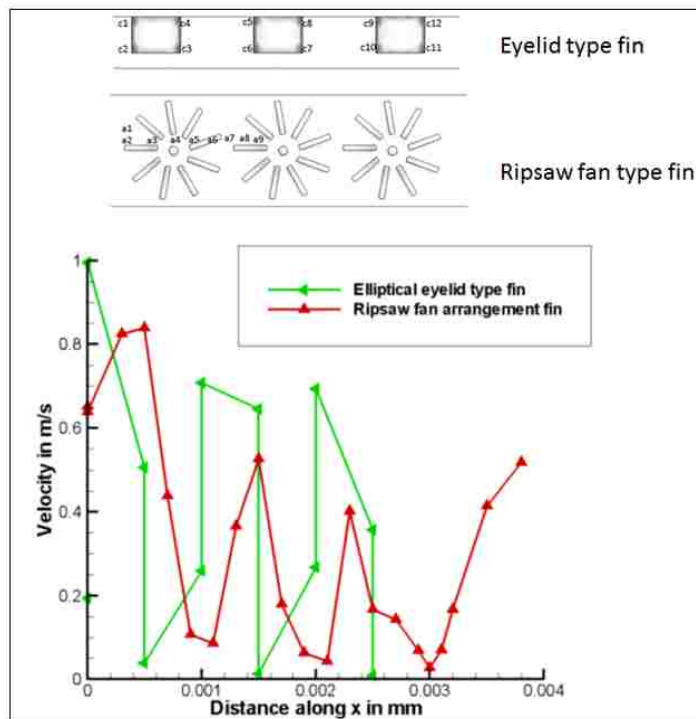 c1 c4 c5 c8 c9 c12
c2 c3 c6 c7 c10 c11
Eyelid type fin
a1
a2 a3 a4 a5 a6 a7 a8 a9
Ripsaw fan type fin
Elliptical eyelid type fin
Ripsaw fan arrangement fin
1
0.8
0.6
0.4
0.2
0
Velocity in m/s
0 0.001 0.002 0.003 0.004
Distance along x in mm